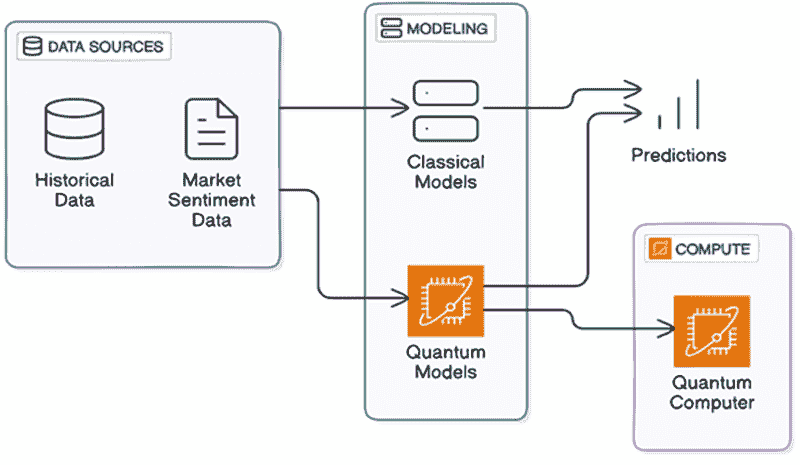 DATA SOURCES
Historical
Data
Market
Sentiment
Data
MODELING
Classical
Models
Quantum
Models
Predictions
COMPUTE
Quantum
Computer